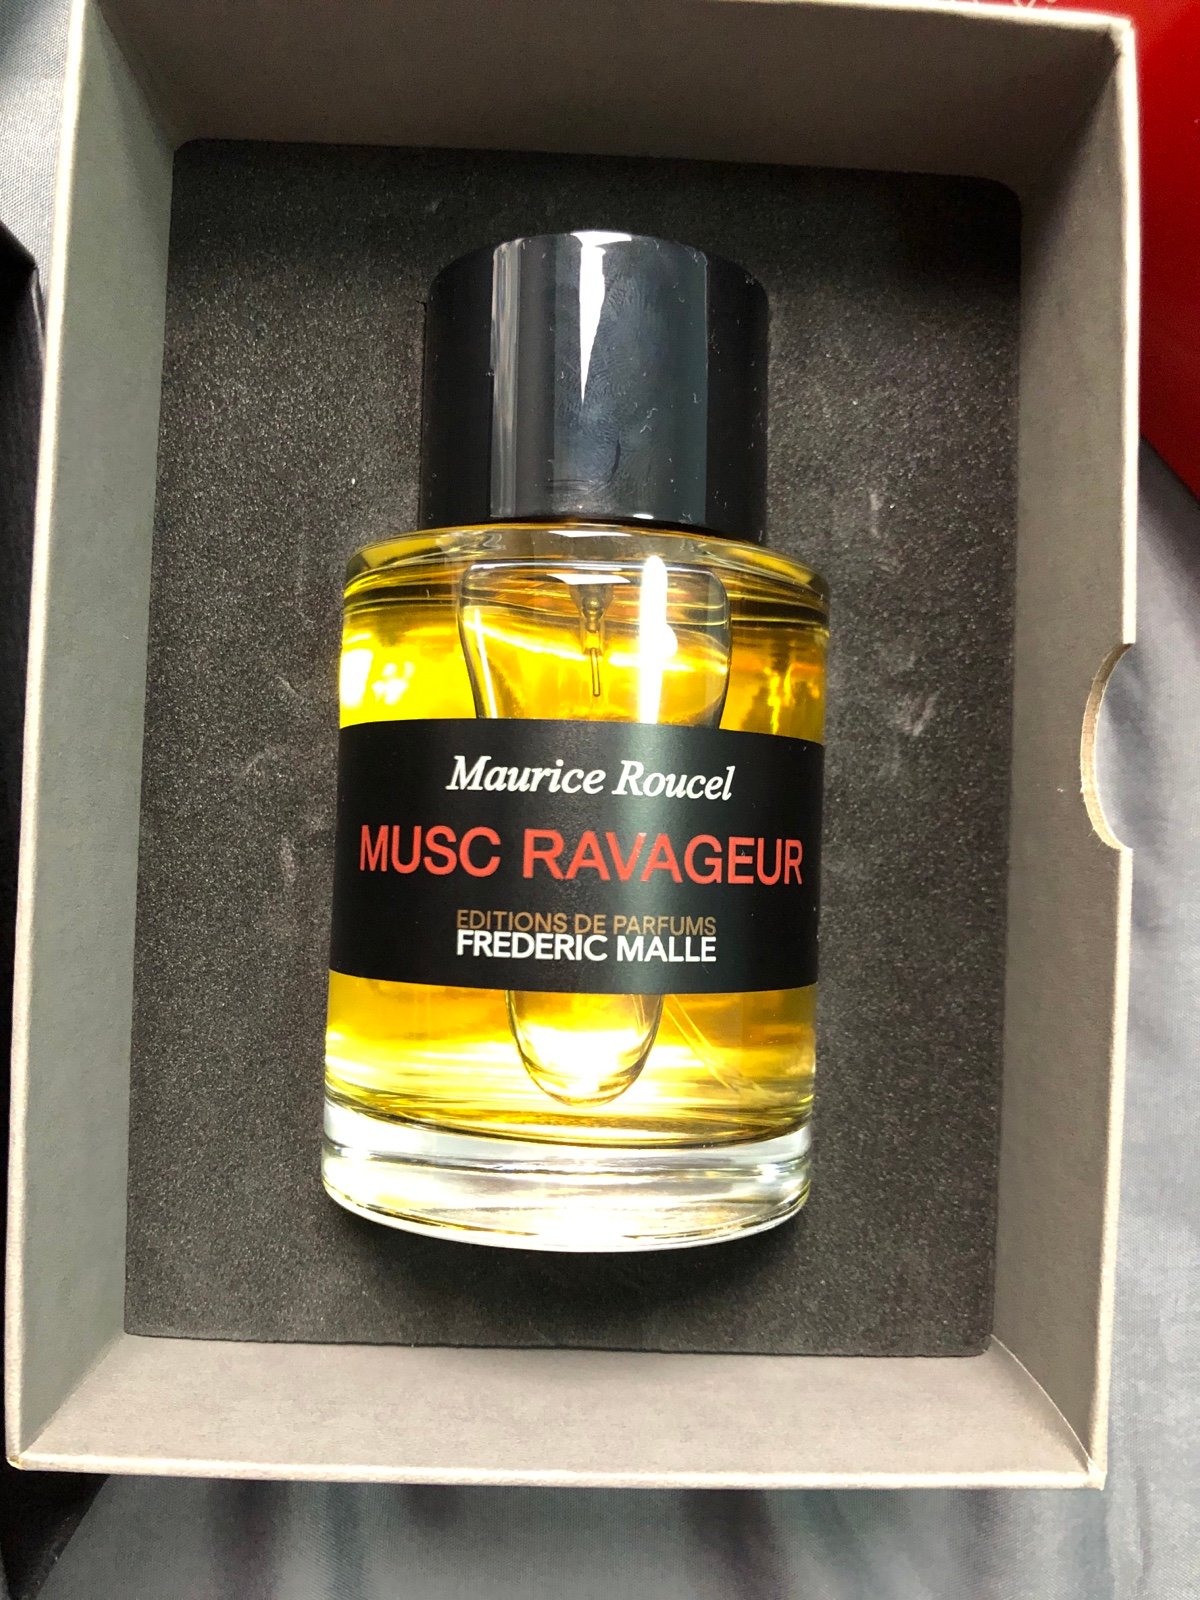 Maurice Roucel
MUSC RAVAGEUR
EDITIONS DE PARFUMS
FREDERIC MALLE